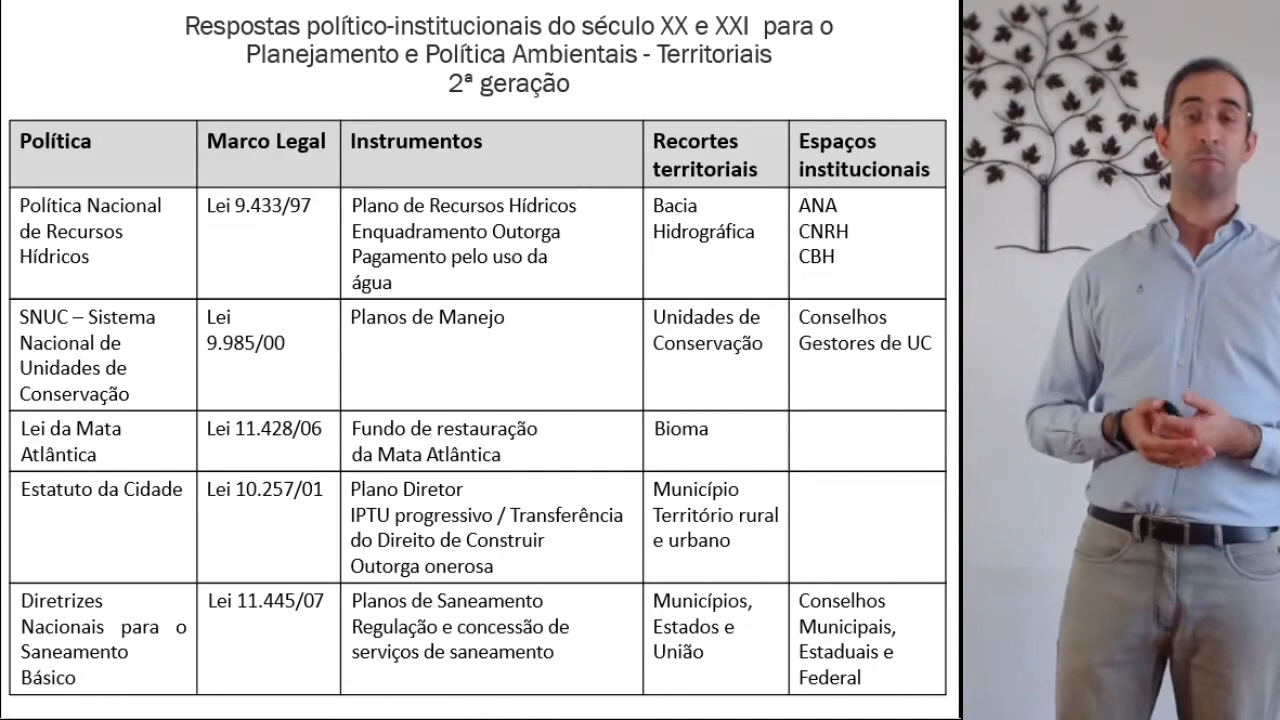 Respostas político-institucionais do século XX e XXI para o
Planejamento e Política Ambientais - Territoriais
2ª geração
Política
Marco Legal
Instrumentos
Recortes
territoriais
Espaços
institucionais
Política Nacional
de Recursos
Hídricos
Lei 9.433/97
Plano de Recursos Hídricos
Enquadramento Outorga
Pagamento pelo uso da
água
Bacia
Hidrográfica
ANA
CNRH
CBH
SNUC – Sistema
Nacional de
Unidades de
Conservação
Lei
9.985/00
Planos de Manejo
Unidades de
Conservação
Conselhos
Gestores de UC
Lei da Mata
Atlântica
Lei 11.428/06
Fundo de restauração
da Mata Atlântica
Bioma
Estatuto da Cidade
Lei 10.257/01
Plano Diretor
IPTU progressivo / Transferência
do Direito de Construir
Outorga onerosa
Município
Território rural
e urbano
Diretrizes
Nacionais para o
Saneamento
Básico
Lei 11.445/07
Planos de Saneamento
Regulação e concessão de
serviços de saneamento
Municípios,
Estados e
União
Conselhos
Municipais,
Estaduais e
Federal